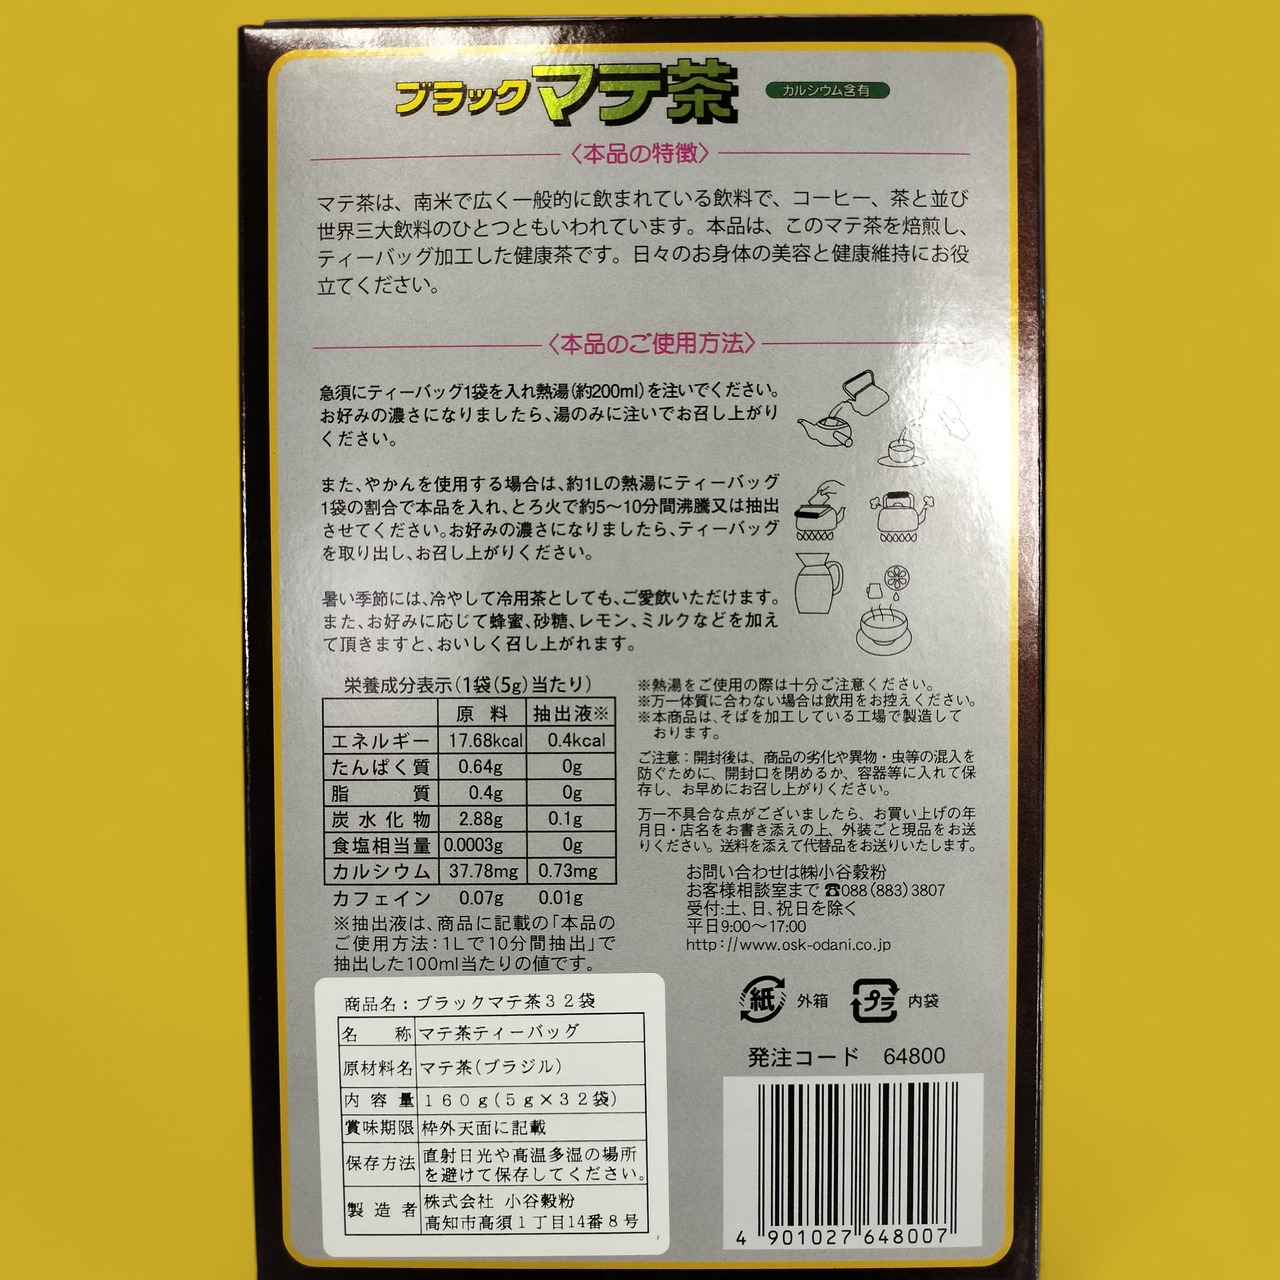 ブラックマテ茶 カルシウム含有
〈本品の特徴〉
マテ茶は、南米で広く一般的に飲まれている飲料で、コーヒー、茶と並び
世界三大飲料のひとつともいわれています。本品は、このマテ茶を焙煎し、
ティーバッグ加工した健康茶です。日々のお身体の美容と健康維持にお役
立てください。
〈本品のご使用方法〉
急須にティーバッグ1袋を入れ熱湯(約200ml)を注いでください。
お好みの濃さになりましたら、湯のみに注いでお召し上がり
ください。
また、やかんを使用する場合は、約1Lの熱湯にティーバッグ
1袋の割合で本品を入れ、とろ火で約5〜10分間沸騰又は抽出
させてください。お好みの濃さになりましたら、ティーバッグ
を取り出し、お召し上がりください。
暑い季節には、冷やして冷用茶としても、ご愛飲いただけます。
また、お好みに応じて蜂蜜、砂糖、レモン、ミルクなどを加え
て頂きますと、おいしく召し上がれます。
栄養成分表示(1袋(5g)当たり)
原料 抽出液※
エネルギー 17.68kcal 0.4kcal
たんぱく質 0.64g 0g
脂質 0.4g 0g
炭水化物 2.88g 0.1g
食塩相当量 0.0003g 0g
カルシウム 37.78mg 0.73mg
カフェイン 0.07g 0.01g
※抽出液は、商品に記載の「本品の
ご使用方法:1Lで10分間抽出」で
抽出した100ml当たりの値です。
※熱湯をご使用の際は十分ご注意ください。
※万一体質に合わない場合は飲用をお控えください。
※本商品は、そばを加工している工場で製造して
おります。
ご注意:開封後は、商品の劣化や異物・虫等の混入を
防ぐために、開封口を閉めるか、容器等に入れて保
存し、お早めにお召し上がりください。
万一不具合な点がございましたら、お買い上げの年
月日・店名をお書き添えの上、外装ごと現品をお送
りください。送料を添えて代替品をお送りいたします。
お問い合わせは㈱小谷穀粉
お客様相談室まで ☎088(883)3807
受付:土、日、祝日を除く
平日9:00〜17:00
http://www.osk-odani.co.jp
紙 外箱 プラ 内袋
発注コード 64800
4 901027 648007
商品名:ブラックマテ茶32袋
名称 マテ茶ティーバッグ
原材料名 マテ茶(ブラジル)
内容量 160g(5g×32袋)
賞味期限 枠外天面に記載
保存方法 直射日光や高温多湿の場所
を避けて保存してください。
製造者 株式会社 小谷穀粉
高知市高須1丁目14番8号